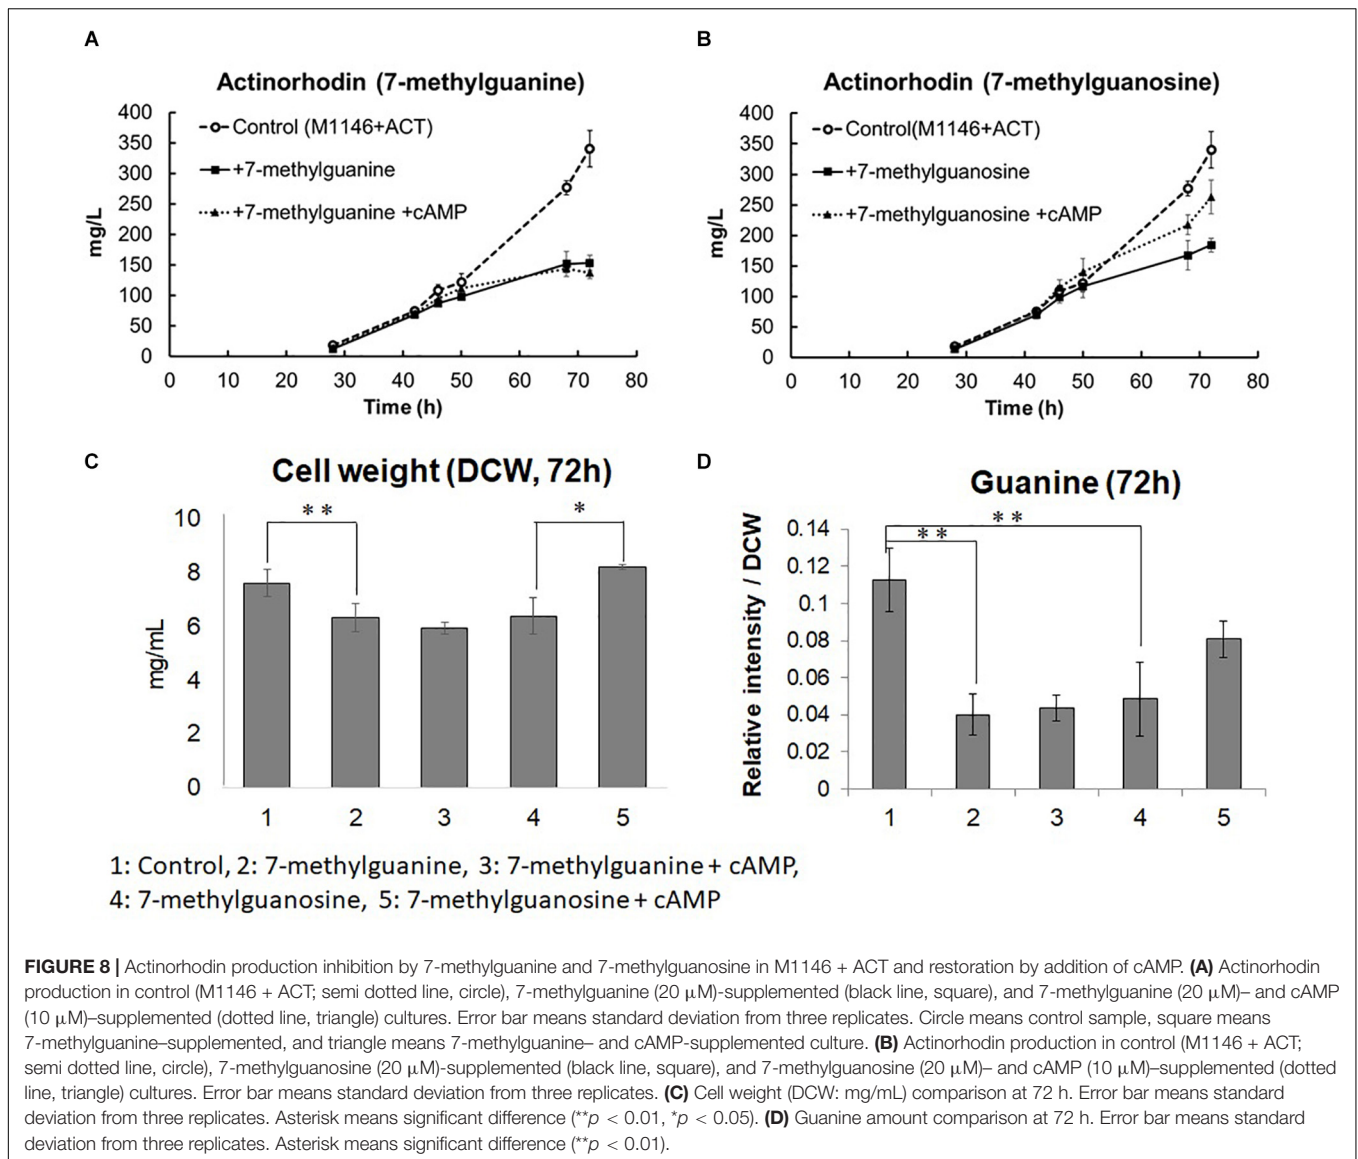 A
Actinorhodin (7-methylguanine)
400
350
300
250
200
150
100
50
0
mg/L
Control (M1146+ACT)
+7-methylguanine
+7-methylguanine +cAMP
0 10 20 30 40 50 60 70 80
Time (h)
B
Actinorhodin (7-methylguanosine)
400
350
300
250
200
150
100
50
0
mg/L
Control(M1146+ACT)
+7-methylguanosine
+7-methylguanosine +cAMP
0 10 20 30 40 50 60 70 80
Time (h)
C
Cell weight (DCW, 72h)
10
8
6
4
2
0
mg/mL
**
*
1 2 3 4 5
D
Guanine (72h)
0.14
0.12
0.1
0.08
0.06
0.04
0.02
0
Relative intensity / DCW
**
**
1 2 3 4 5
1: Control, 2: 7-methylguanine, 3: 7-methylguanine + cAMP,
4: 7-methylguanosine, 5: 7-methylguanosine + cAMP
FIGURE 8 | Actinorhodin production inhibition by 7-methylguanine and 7-methylguanosine in M1146 + ACT and restoration by addition of cAMP. (A) Actinorhodin
production in control (M1146 + ACT; semi dotted line, circle), 7-methylguanine (20 μM)-supplemented (black line, square), and 7-methylguanine (20 μM)– and cAMP
(10 μM)–supplemented (dotted line, triangle) cultures. Error bar means standard deviation from three replicates. Circle means control sample, square means
7-methylguanine–supplemented, and triangle means 7-methylguanine– and cAMP-supplemented culture. (B) Actinorhodin production in control (M1146 + ACT;
semi dotted line, circle), 7-methylguanosine (20 μM)-supplemented (black line, square), and 7-methylguanosine (20 μM)– and cAMP (10 μM)–supplemented (dotted
line, triangle) cultures. Error bar means standard deviation from three replicates. (C) Cell weight (DCW: mg/mL) comparison at 72 h. Error bar means standard
deviation from three replicates. Asterisk means significant difference (**p < 0.01, *p < 0.05). (D) Guanine amount comparison at 72 h. Error bar means standard
deviation from three replicates. Asterisk means significant difference (**p < 0.01).